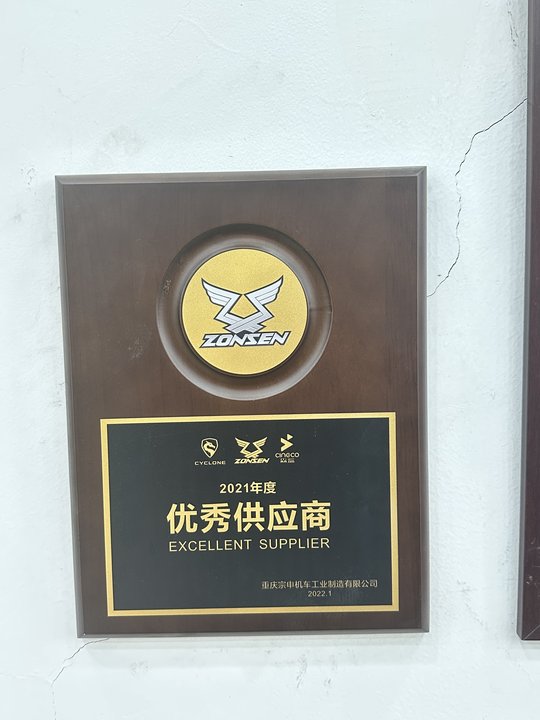 ZONSEN
CYCLONE ZONSEN CINECO
2021年度
优秀供应商
EXCELLENT SUPPLIER
重庆宗申机车工业制造有限公司
2022.1